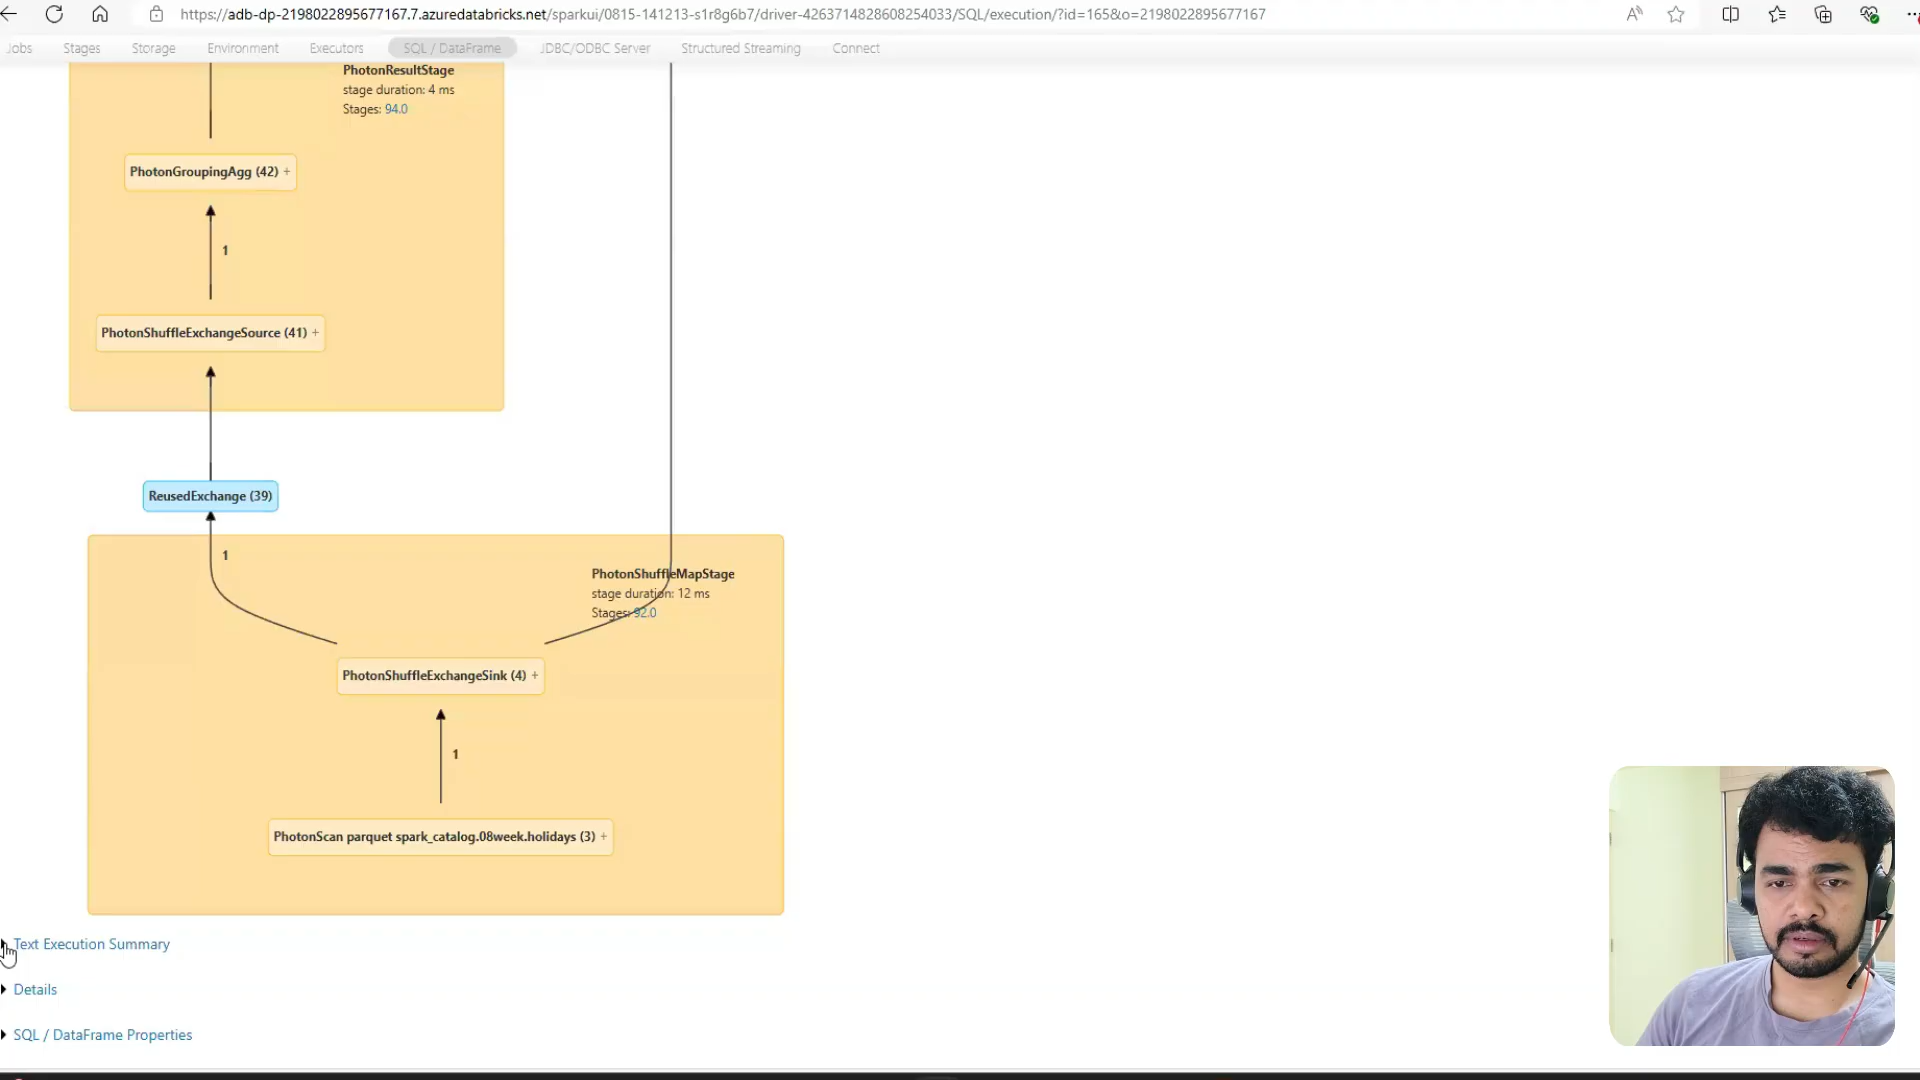 https://adb-dp-2198022895677167.7.azuredatabricks.net/sparkui/0815-141213-s1r8g6b7/driver-4263714828608254033/SQL/execution/?id=165&o=2198022895677167
Jobs Stages Storage Environment Executors SQL / DataFrame JDBC/ODBC Server Structured Streaming Connect
PhotonResultStage
stage duration: 4 ms
Stages: 94.0
PhotonGroupingAgg (42) +
1
PhotonShuffleExchangeSource (41) +
ReusedExchange (39)
1
PhotonShuffleMapStage
stage duration: 12 ms
Stages: 92.0
PhotonShuffleExchangeSink (4) +
1
PhotonScan parquet spark_catalog.08week.holidays (3) +
Text Execution Summary
Details
SQL / DataFrame Properties